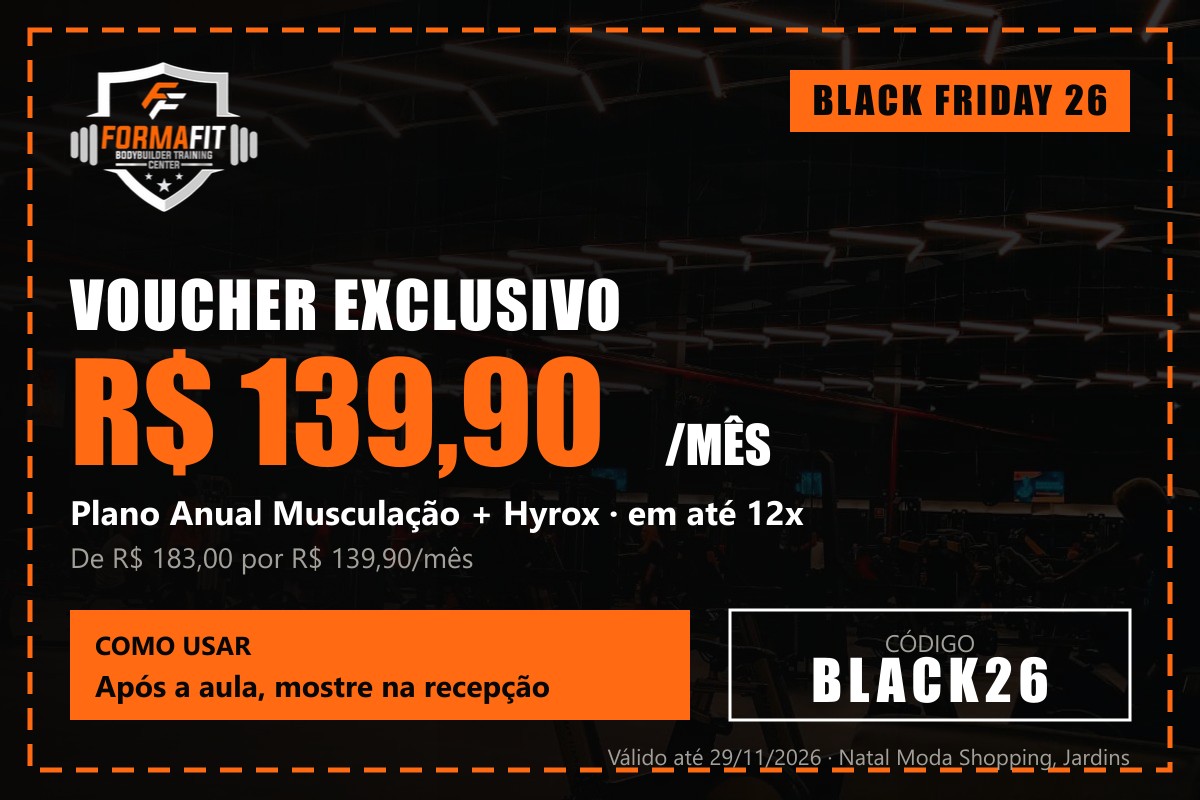 BLACK FRIDAY 26
FF
FORMAFIT
BODYBUILDER TRAINING
CENTER
VOUCHER EXCLUSIVO
R$ 139,90 /MÊS
Plano Anual Musculação + Hyrox · em até 12x
De R$ 183,00 por R$ 139,90/mês
COMO USAR
Após a aula, mostre na recepção
CÓDIGO
BLACK26
Válido até 29/11/2026 · Natal Moda Shopping, Jardins